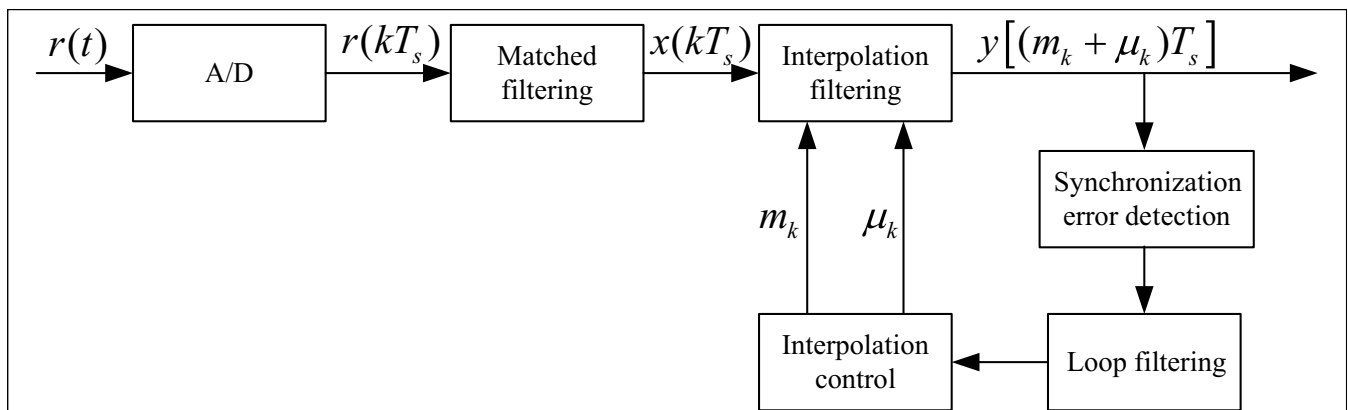 r(t)
A/D
r(kT_s)
Matched
filtering
x(kT_s)
Interpolation
filtering
y[(m_k + μ_k)T_s]
Synchronization
error detection
m_k
μ_k
Interpolation
control
Loop filtering